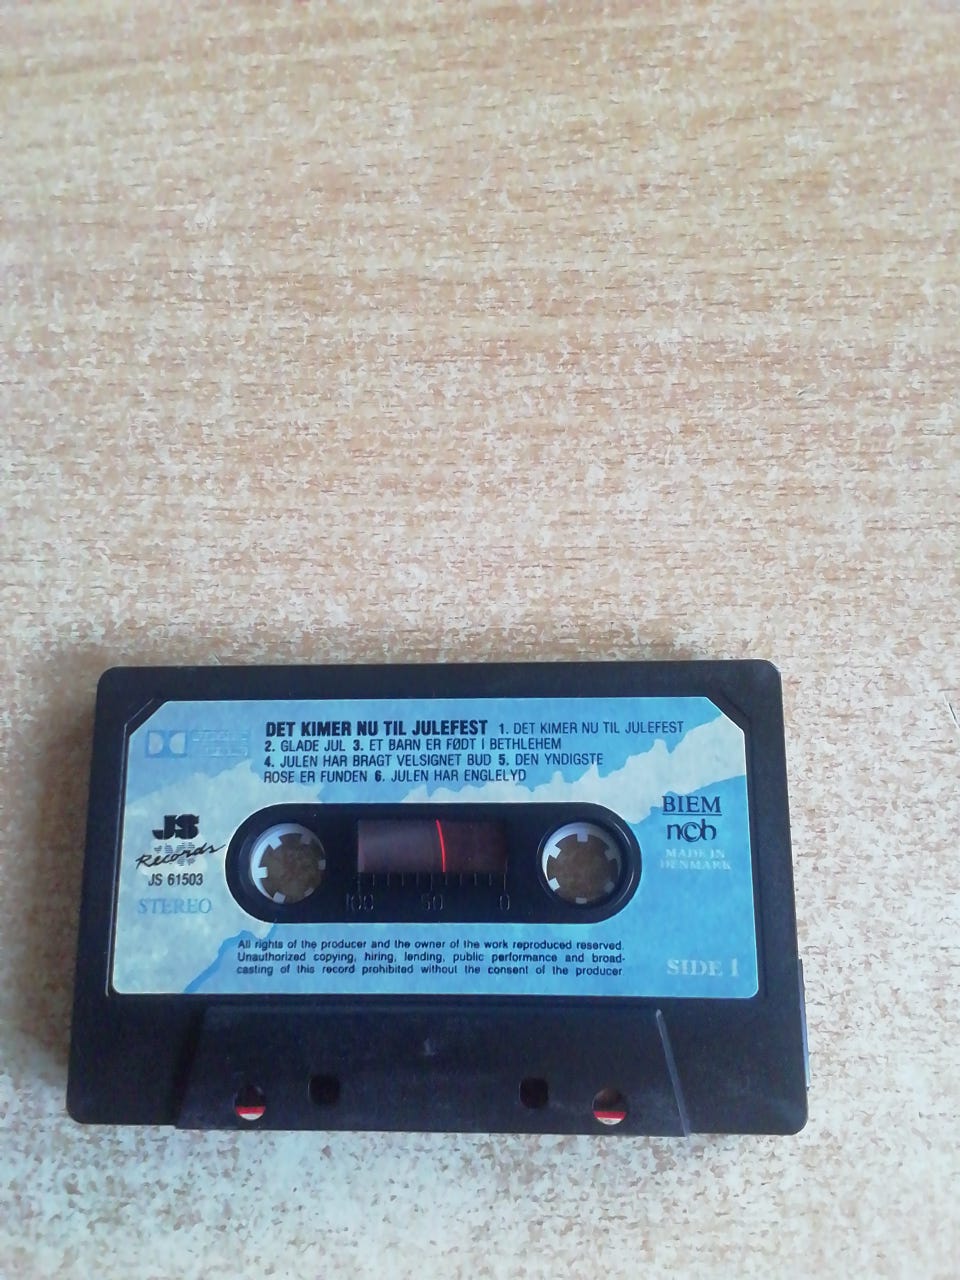 DET KIMER NU TIL JULEFEST 1. DET KIMER NU TIL JULEFEST
2. GLADE JUL 3. ET BARN ER FØDT I BETHLEHEM
4. JULEN HAR BRAGT VELSIGNET BUD 5. DEN YNDIGSTE
ROSE ER FUNDEN 6. JULEN HAR ENGLELYD
JS
Records
JS 61503
STEREO
BIEM
ncb
MADE IN
DENMARK
100 50 0
All rights of the producer and the owner of the work reproduced reserved.
Unauthorized copying, hiring, lending, public performance and broad-
casting of this record prohibited without the consent of the producer
SIDE 1